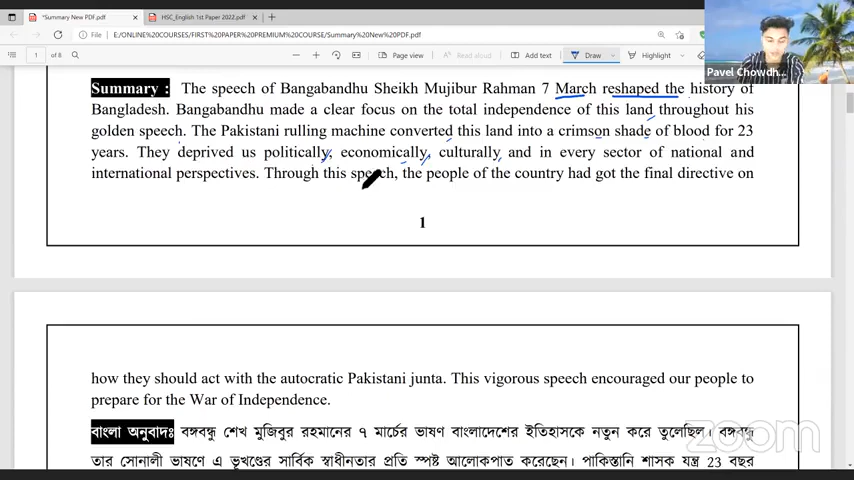 *Summary New PDF.pdf
HSC_English 1st Paper 2022.pdf
File E:/ONLINE%20COURSES/FIRST%20PAPER%20PREMIUM%20COURSE/Summary%20New%20PDF.pdf
1 of 8 Page view Read aloud Add text Draw Highlight
Pavel Chowdh...
Summary : The speech of Bangabandhu Sheikh Mujibur Rahman 7 March reshaped the history of
Bangladesh. Bangabandhu made a clear focus on the total independence of this land throughout his
golden speech. The Pakistani rulling machine converted this land into a crimson shade of blood for 23
years. They deprived us politically, economically, culturally and in every sector of national and
international perspectives. Through this speech, the people of the country had got the final directive on
1
how they should act with the autocratic Pakistani junta. This vigorous speech encouraged our people to
prepare for the War of Independence.
বাংলা অনুবাদঃ বঙ্গবন্ধু শেখ মুজিবুর রহমানের ৭ মার্চের ভাষণ বাংলাদেশের ইতিহাসকে নতুন করে তুলেছিল। বঙ্গবন্ধু
তার সোনালী ভাষণে এ ভূখণ্ডের সার্বিক স্বাধীনতার প্রতি স্পষ্ট আলোকপাত করেছেন। পাকিস্তানি শাসক যন্ত্র 23 বছর
zoom